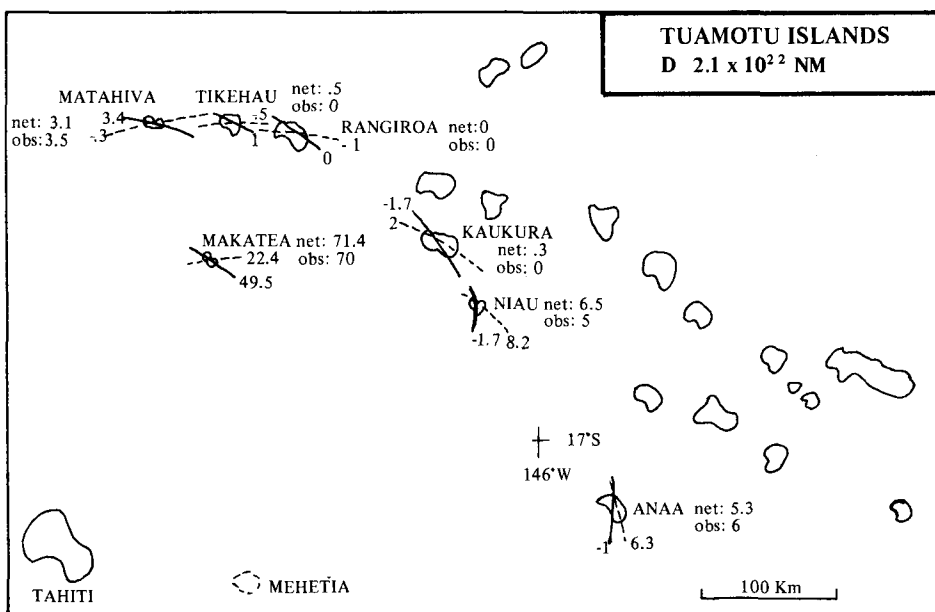 TUAMOTU ISLANDS
D 2.1 x 10²² NM
MATAHIVA
net: 3.1
obs: 3.5
3.4
-.3
TIKEHAU
net: .5
obs: 0
-.5
1
RANGIROA net:0
obs: 0
- 1
0
-1.7
2
KAUKURA
net: .3
obs: 0
MAKATEA net: 71.4
22.4 obs: 70
49.5
NIAU net: 6.5
obs: 5
-1.7 8.2
17°S
146°W
ANAA net: 5.3
obs: 6
-1 6.3
TAHITI
MEHETIA
100 Km